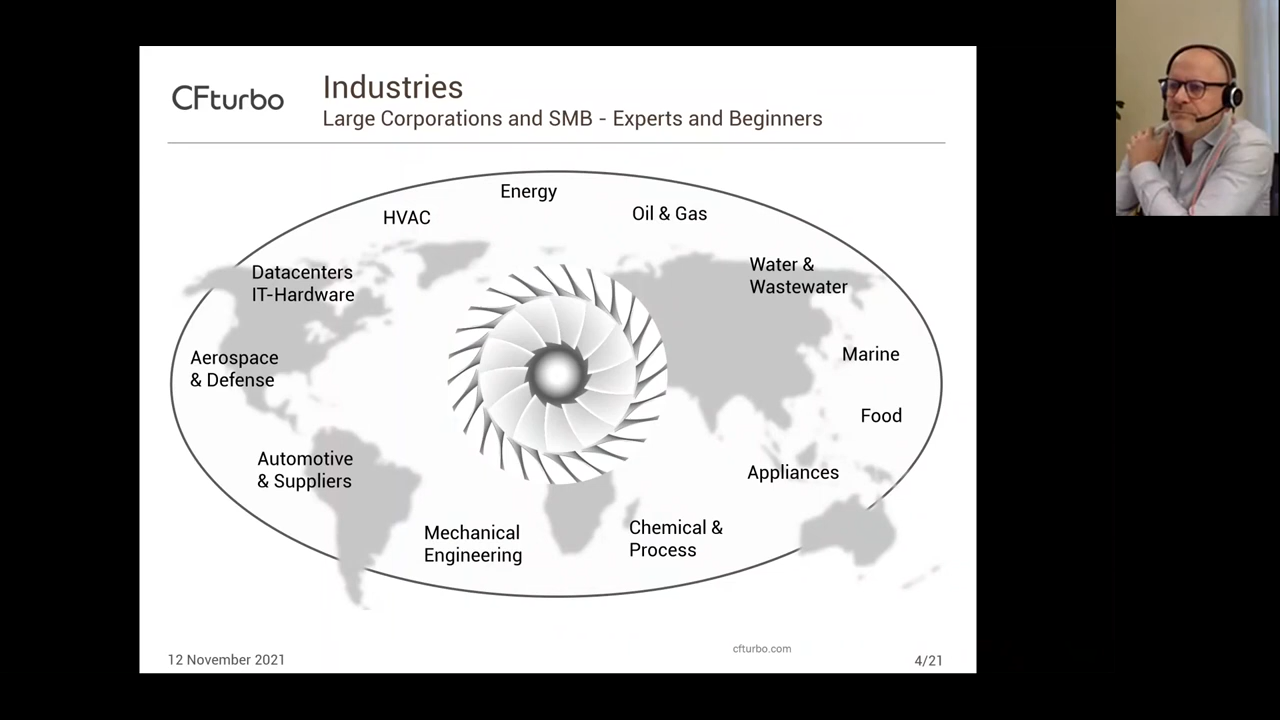 CFturbo
Industries
Large Corporations and SMB - Experts and Beginners
Energy
HVAC
Oil & Gas
Datacenters
IT-Hardware
Water &
Wastewater
Aerospace
& Defense
Marine
Food
Automotive
& Suppliers
Appliances
Mechanical
Engineering
Chemical &
Process
12 November 2021
cfturbo.com
4/21